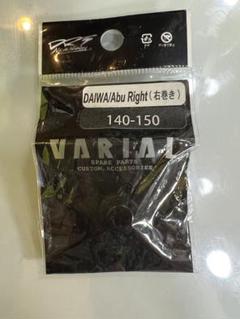 DAIWA/Abu Right(右巻き)
140-150
VARIAL
SPARE PARTS
CUSTOM ACCESSORIES